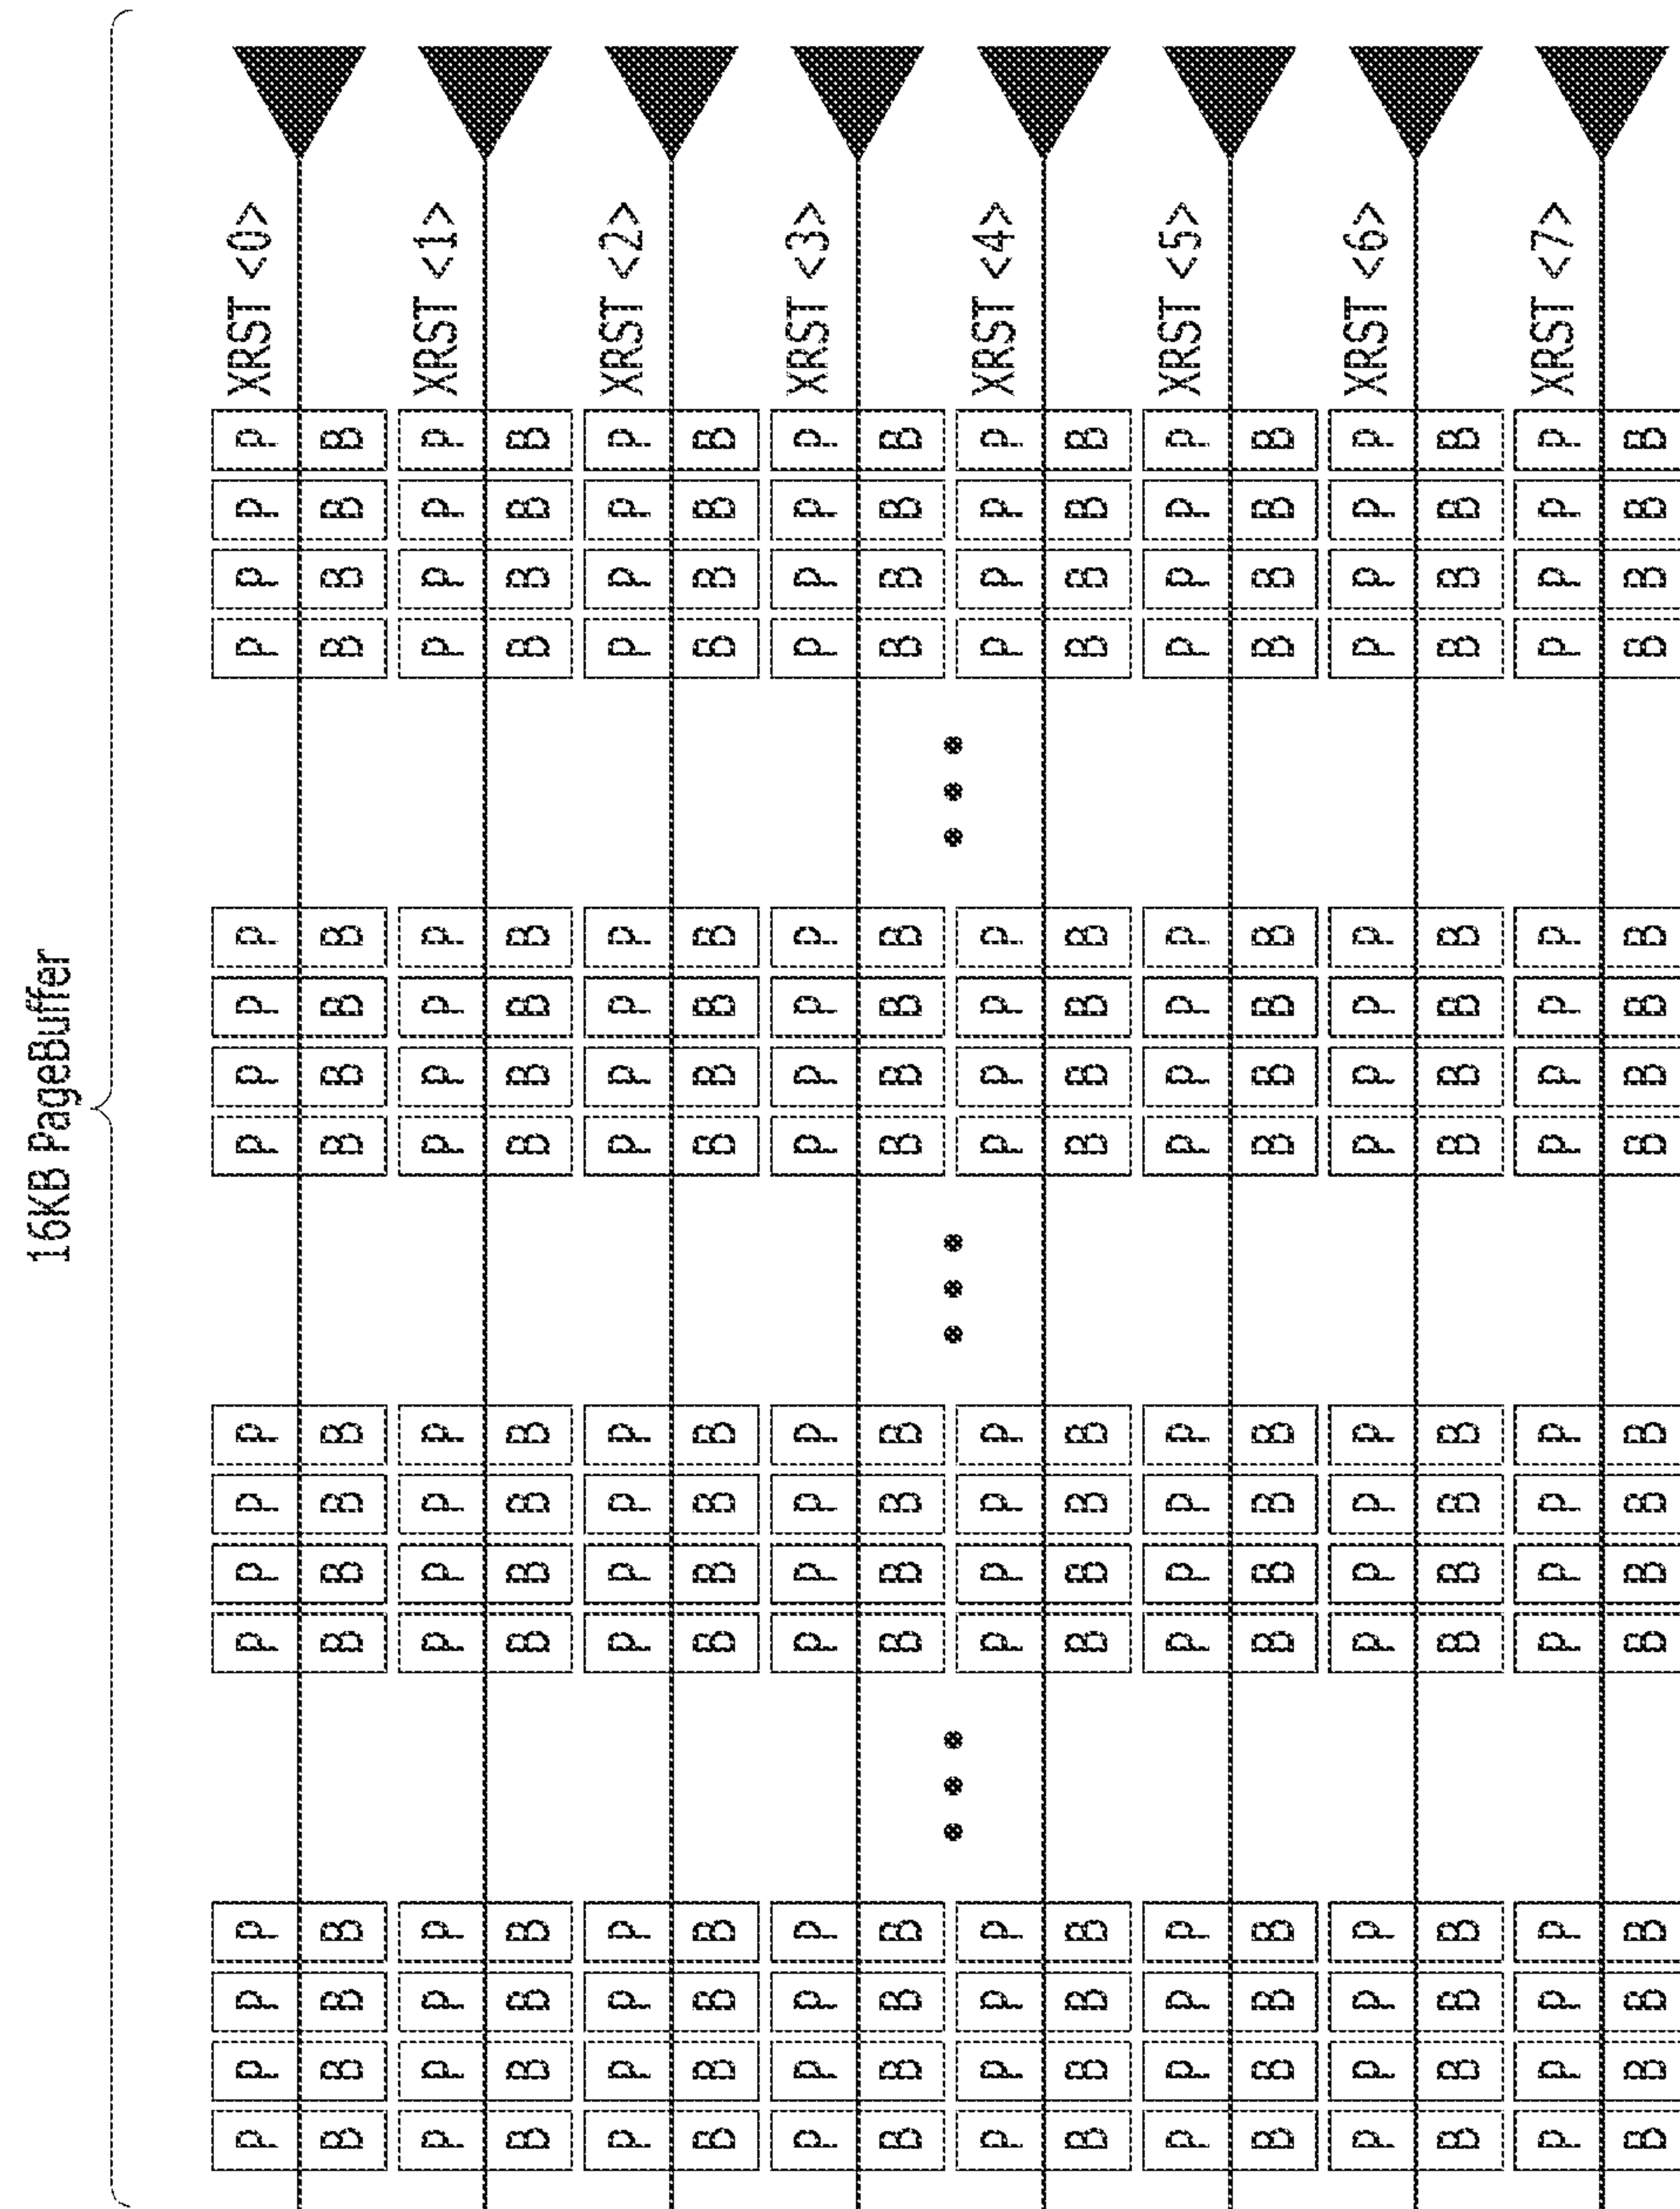 16KB PageBuffer
P P P P P P P P P P P P P P P P XRST <0>
B B B B B B B B B B B B B B B B
P P P P P P P P P P P P P P P P XRST <1>
B B B B B B B B B B B B B B B B
P P P P P P P P P P P P P P P P XRST <2>
B B B B B B B B B B B B B B B B
P P P P P P P P P P P P P P P P XRST <3>
B B B B B B B B B B B B B B B B
P P P P P P P P P P P P P P P P XRST <4>
B B B B B B B B B B B B B B B B
P P P P P P P P P P P P P P P P XRST <5>
B B B B B B B B B B B B B B B B
P P P P P P P P P P P P P P P P XRST <6>
B B B B B B B B B B B B B B B B
P P P P P P P P P P P P P P P P XRST <7>
B B B B B B B B B B B B B B B B